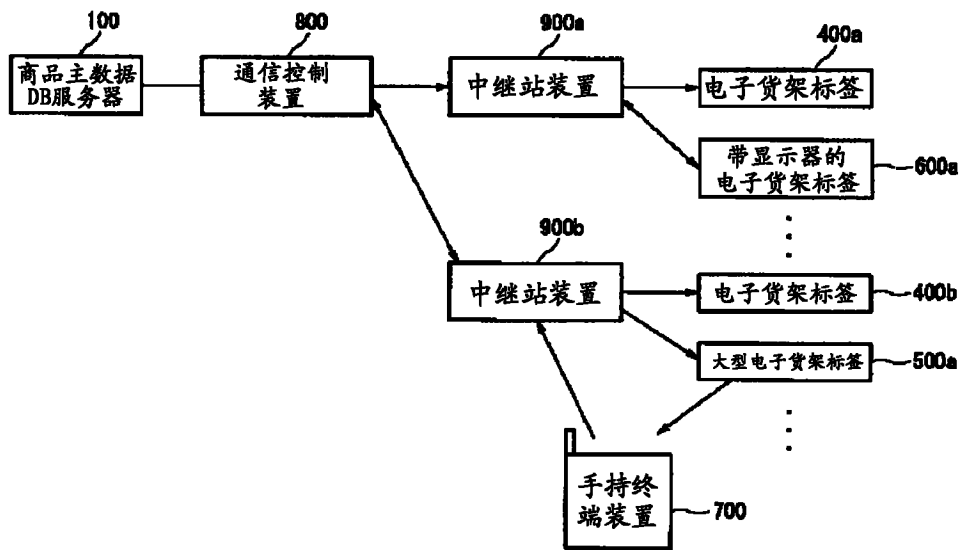 100
商品主数据
DB服务器
800
通信控制
装置
900a
中继站装置
400a
电子货架标签
带显示器的
电子货架标签
600a
900b
中继站装置
电子货架标签
400b
大型电子货架标签
500a
手持终
端装置
700